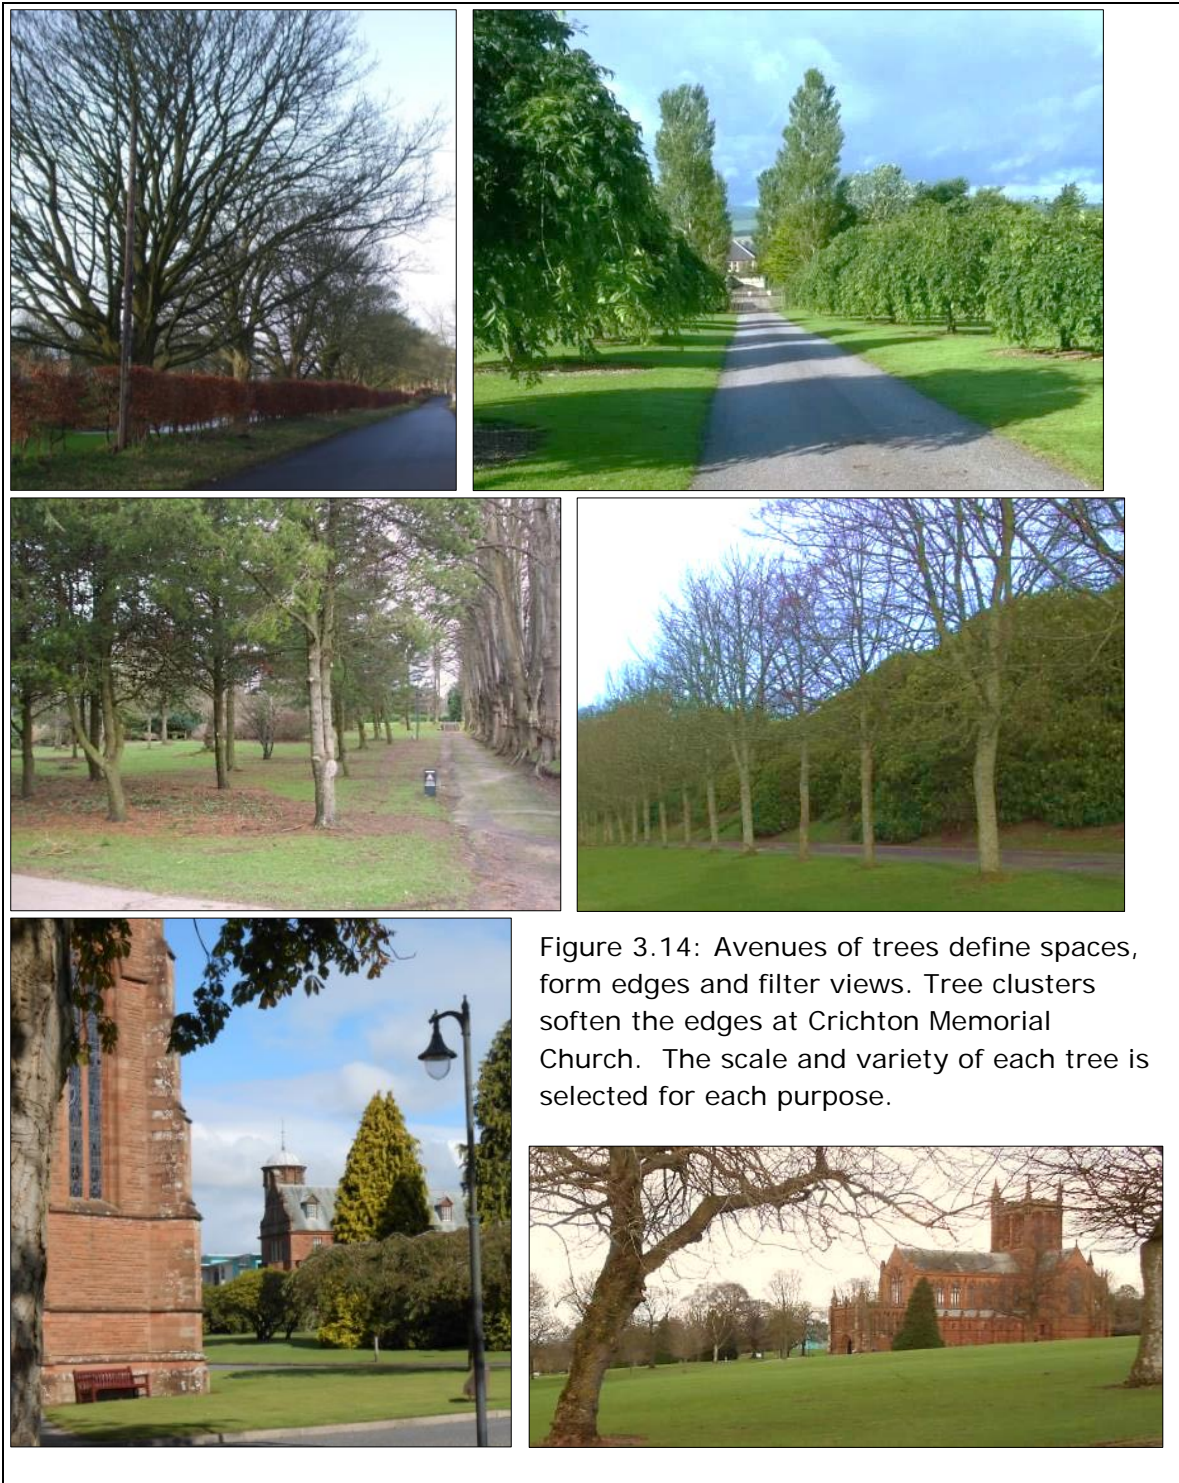 Figure 3.14: Avenues of trees define spaces,
form edges and filter views. Tree clusters
soften the edges at Crichton Memorial
Church.  The scale and variety of each tree is
selected for each purpose.